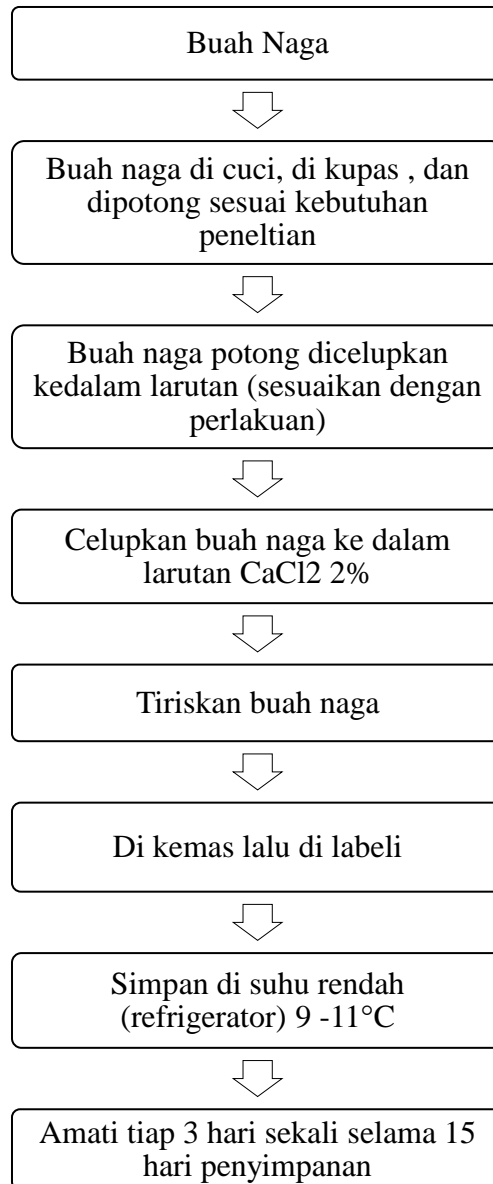 Buah Naga
Buah naga di cuci, di kupas , dan
dipotong sesuai kebutuhan
peneltian
Buah naga potong dicelupkan
kedalam larutan (sesuaikan dengan
perlakuan)
Celupkan buah naga ke dalam
larutan CaCl2 2%
Tiriskan buah naga
Di kemas lalu di labeli
Simpan di suhu rendah
(refrigerator) 9 -11°C
Amati tiap 3 hari sekali selama 15
hari penyimpanan